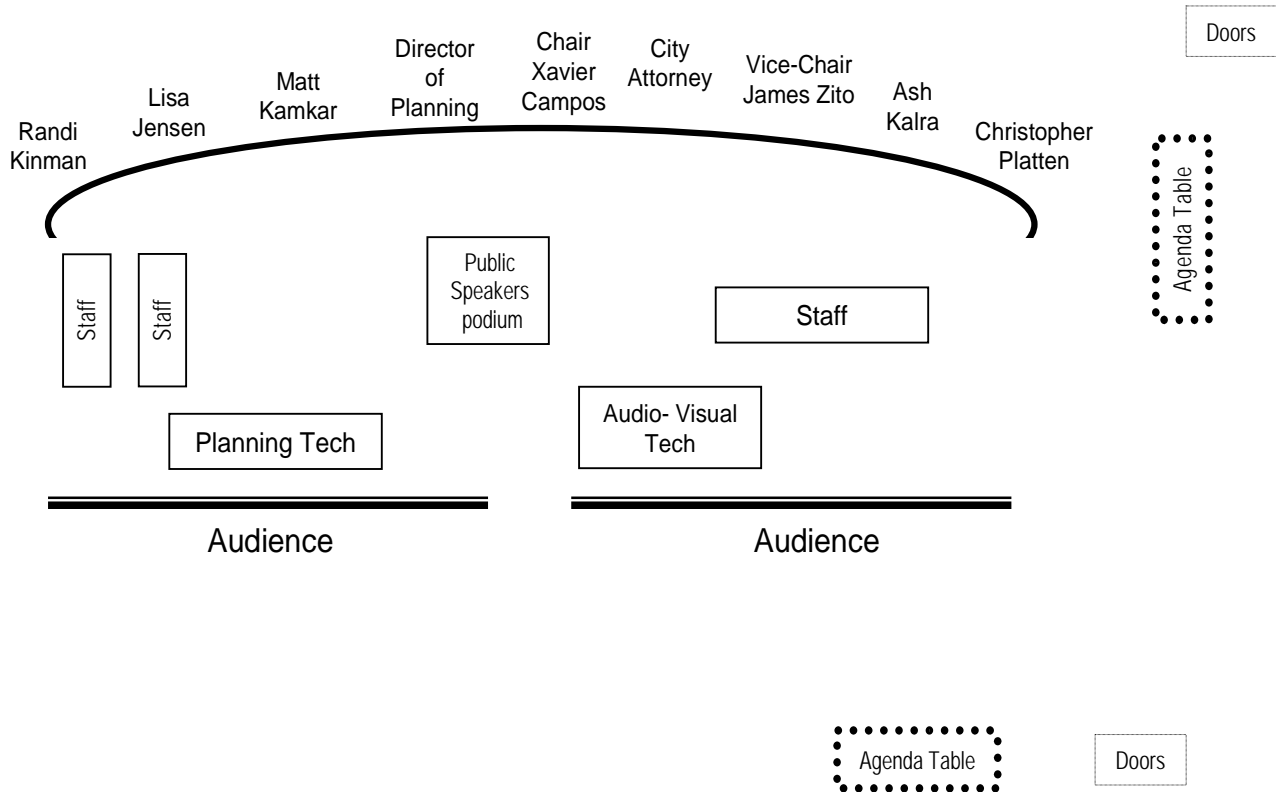 Doors
Randi
Kinman
Lisa
Jensen
Matt
Kamkar
Director
of
Planning
Chair
Xavier
Campos
City
Attorney
Vice-Chair
James Zito
Ash
Kalra
Christopher
Platten
Agenda Table
Staff
Staff
Public
Speakers
podium
Staff
Planning Tech
Audio- Visual
Tech
Audience
Audience
Agenda Table
Doors